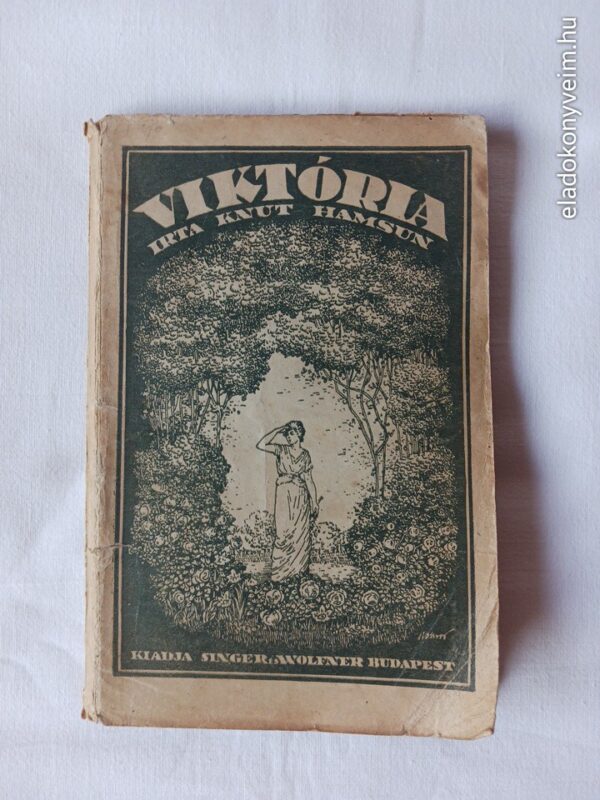 VIKTÓRIA
IRTA KNUT HAMSUN
KIADJA SINGER és WOLFNER BUDAPEST
eladokonyveim.hu